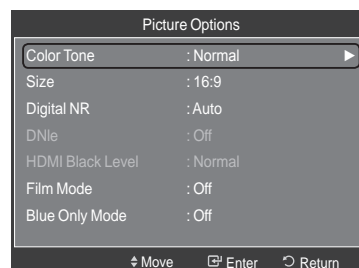 Picture Options
Color Tone : Normal
Size : 16:9
Digital NR : Auto
DNIe : Off
HDMI Black Level : Normal
Film Mode : Off
Blue Only Mode : Off
Move Enter Return